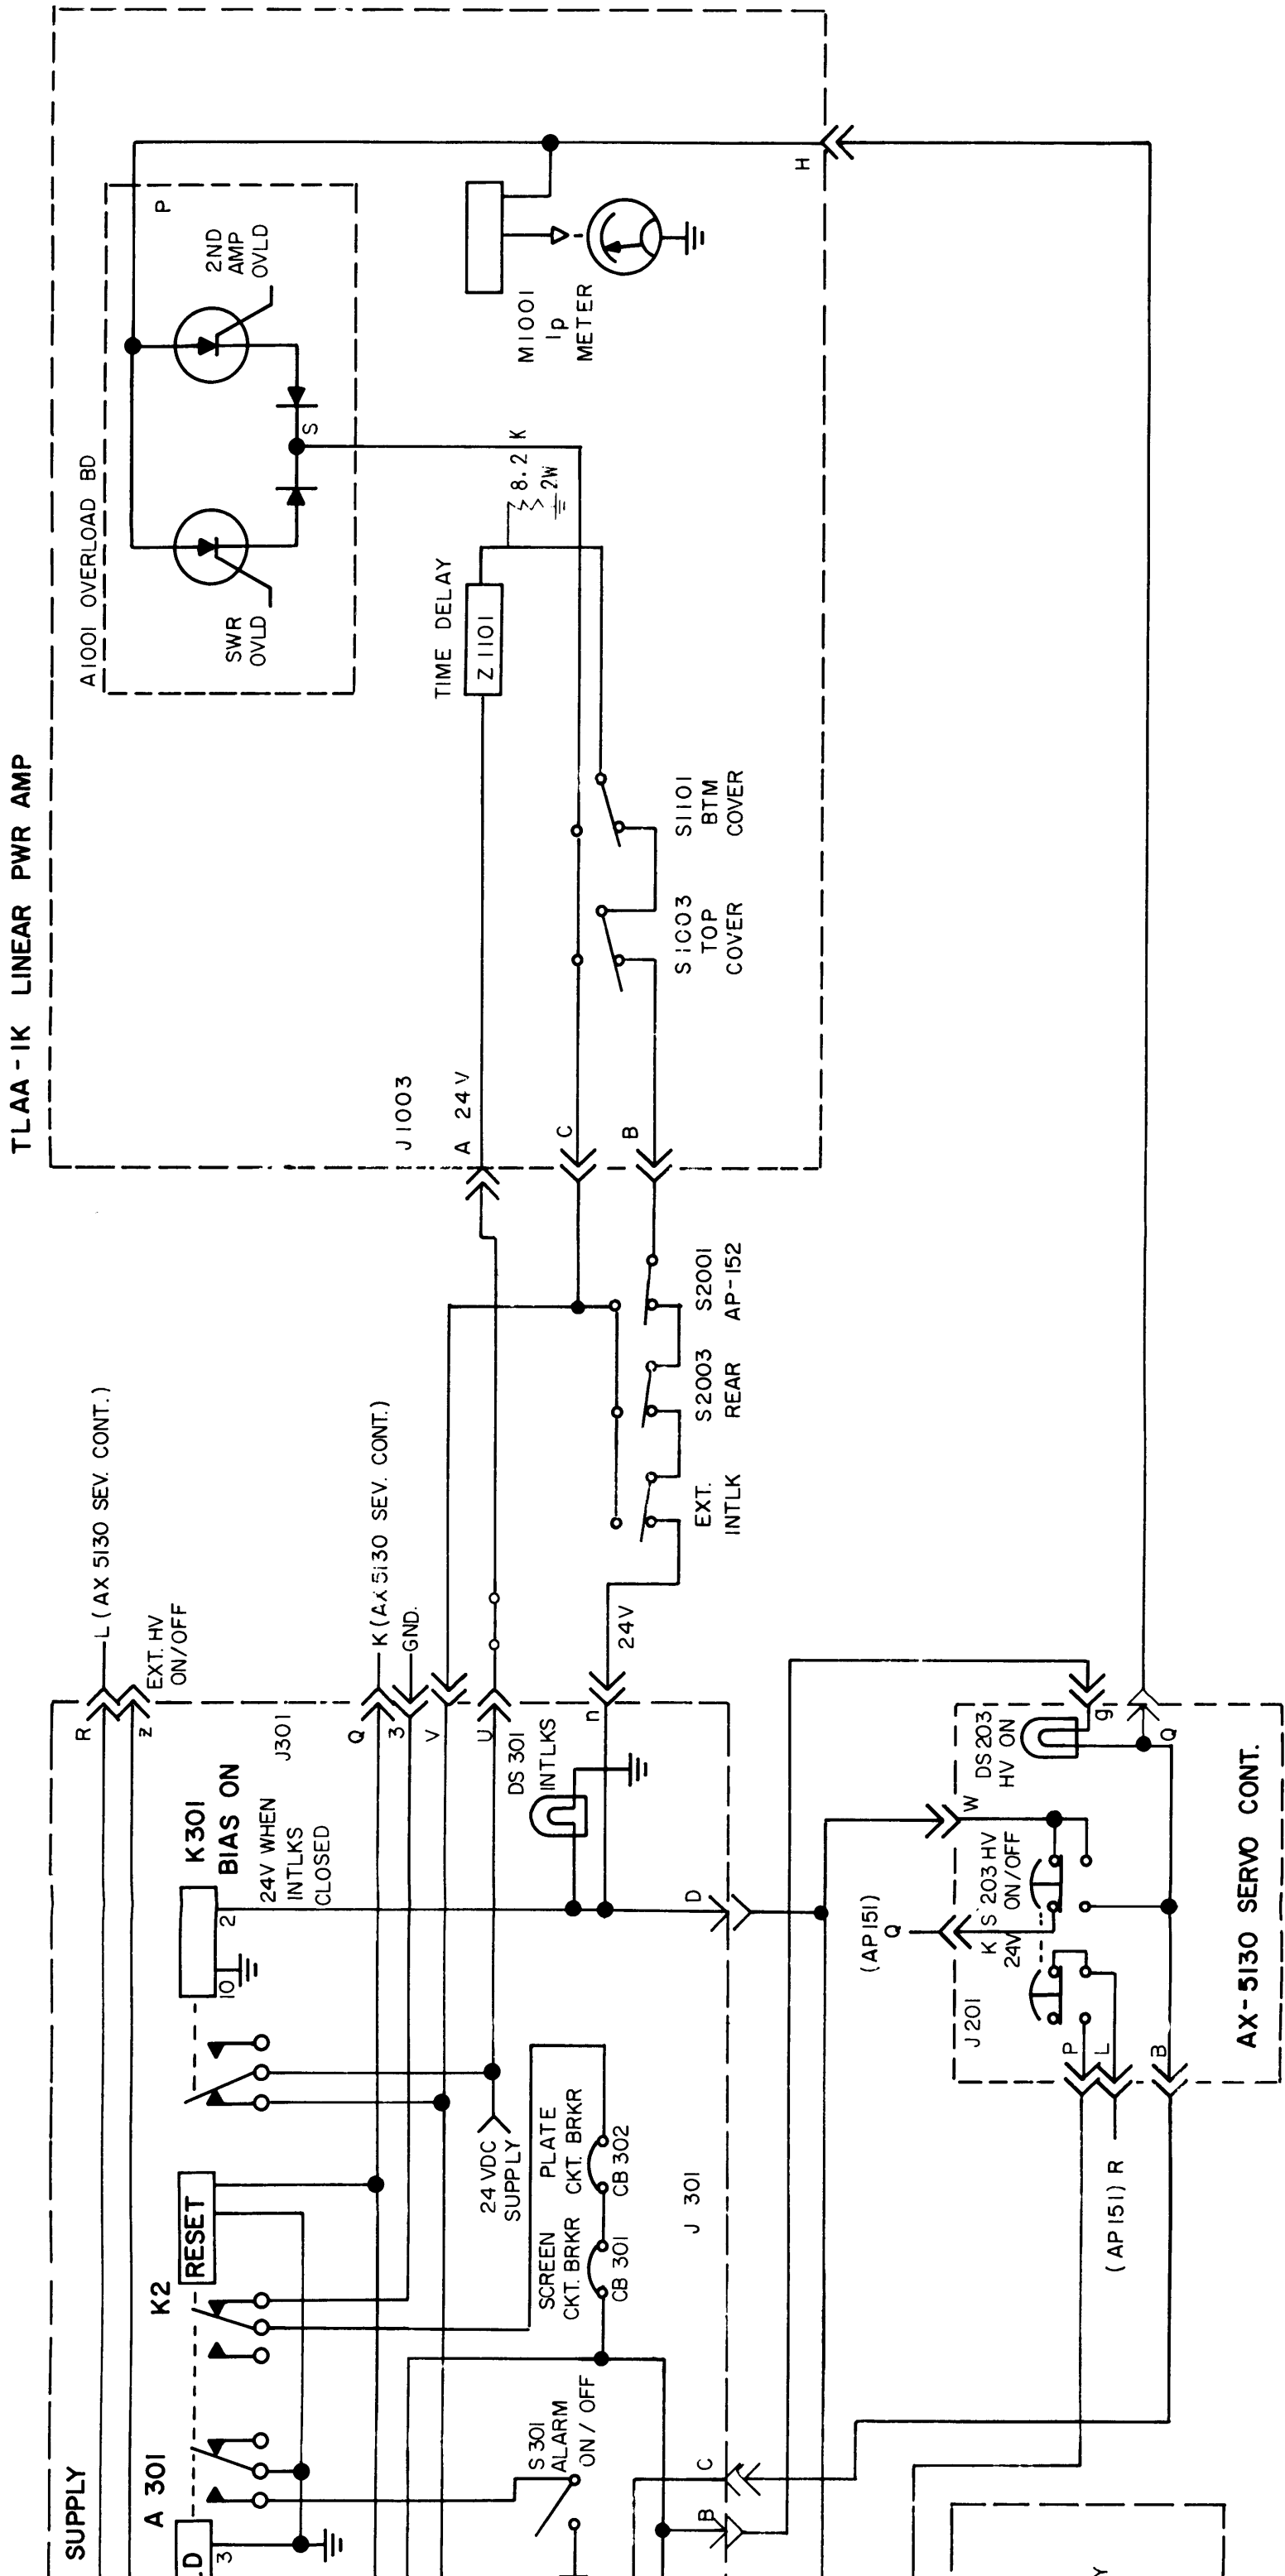 TLAA-1K LINEAR PWR AMP
A1001 OVERLOAD BD
P
2ND
AMP
OVLD
SWR
OVLD
S
H
M1001
Ip
METER
K
8.2
2W
TIME DELAY
Z 1101
S1101
BTM
COVER
S1003
TOP
COVER
J1003
A 24V
C
B
S2001
AP-152
S2003
REAR
EXT.
INTLK
24V
L (AX 5130 SEV. CONT.)
EXT. HV
ON/OFF
K (AX 5130 SEV. CONT.)
GND.
R
z
J301
Q
3
V
U
n
K301
BIAS ON
24V WHEN
INTLKS
CLOSED
2
10
DS 301
INTLKS
D
24 VDC
SUPPLY
PLATE
CKT. BRKR
CB 302
SCREEN
CKT. BRKR
CB 301
J 301
RESET
K2
A 301
S 301
ALARM
ON / OFF
C
B
SUPPLY
3
DS203
HV ON
g
Q
W
S 203 HV
ON/OFF
K
24V
(AP151)
Q
J201
P
L
B
(AP151) R
AX-5130 SERVO CONT.